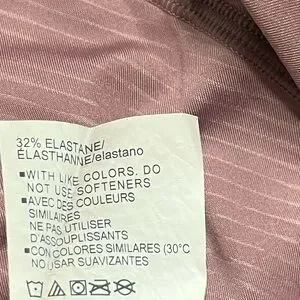 32% ELASTANE/
ÉLASTHANNE/elastano
■WITH LIKE COLORS. DO
NOT USE SOFTENERS
■AVEC DES COULEURS
SIMILAIRES
NE PAS UTILISER
D'ASSOUPLISSANTS
■CON COLORES SIMILARES (30°C
NO USAR SUAVIZANTES